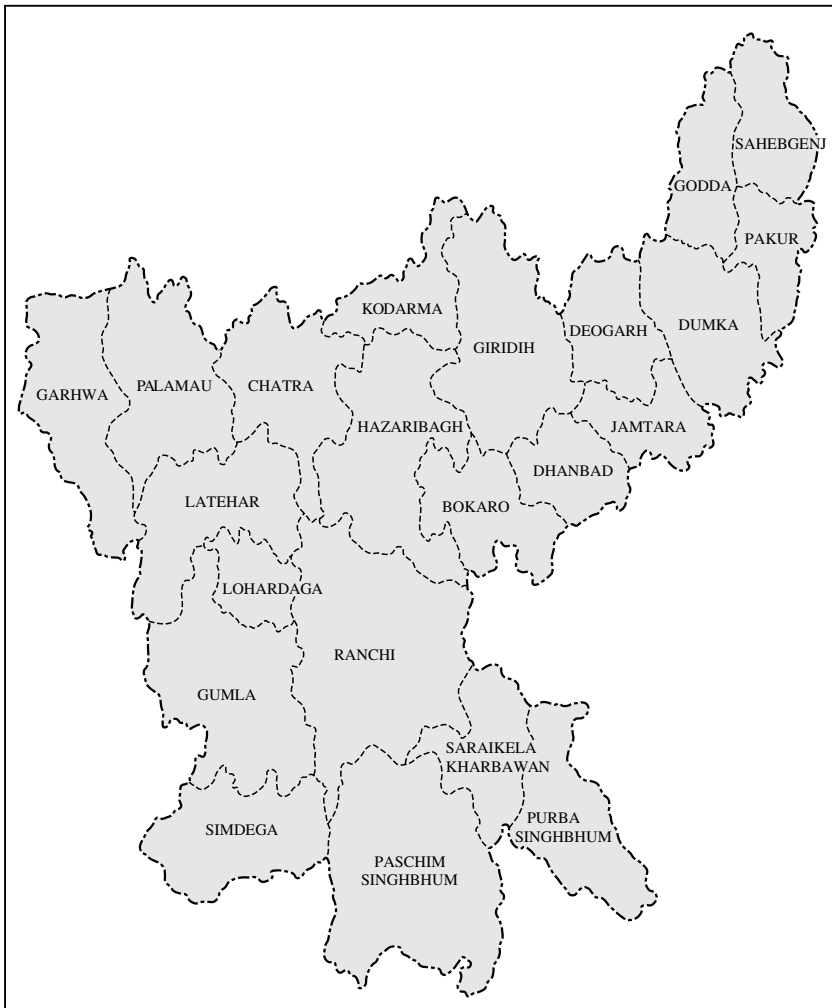 SAHEBGENJ
GODDA
PAKUR
KODARMA
DUMKA
DEOGARH
GIRIDIH
GARHWA
PALAMAU
CHATRA
HAZARIBAGH
JAMTARA
DHANBAD
LATEHAR
BOKARO
LOHARDAGA
RANCHI
GUMLA
SARAIKELA
KHARBAWAN
PURBA
SINGHBHUM
SIMDEGA
PASCHIM
SINGHBHUM